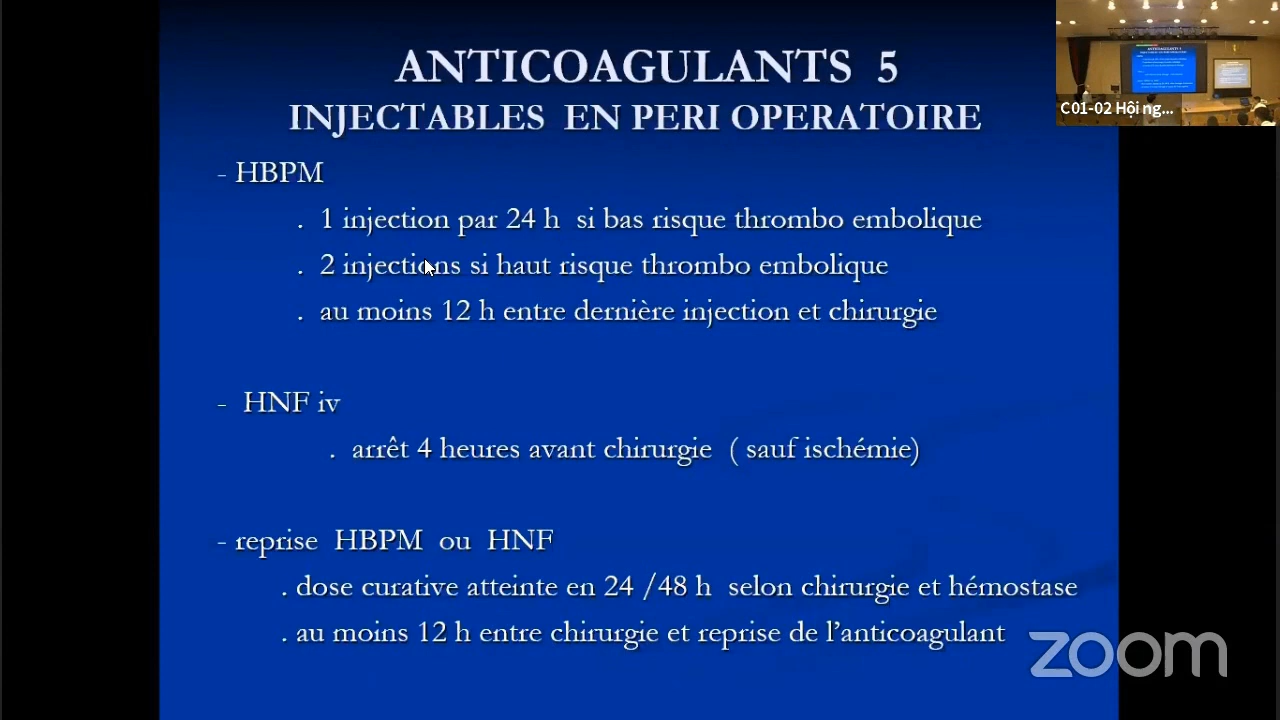 ANTICOAGULANTS 5
INJECTABLES EN PERI OPERATOIRE
- HBPM
. 1 injection par 24 h si bas risque thrombo embolique
. 2 injections si haut risque thrombo embolique
. au moins 12 h entre dernière injection et chirurgie
- HNF iv
. arrêt 4 heures avant chirurgie ( sauf ischémie)
- reprise HBPM ou HNF
. dose curative atteinte en 24 /48 h selon chirurgie et hémostase
. au moins 12 h entre chirurgie et reprise de l’anticoagulant
C01-02 Hội ng...
zoom